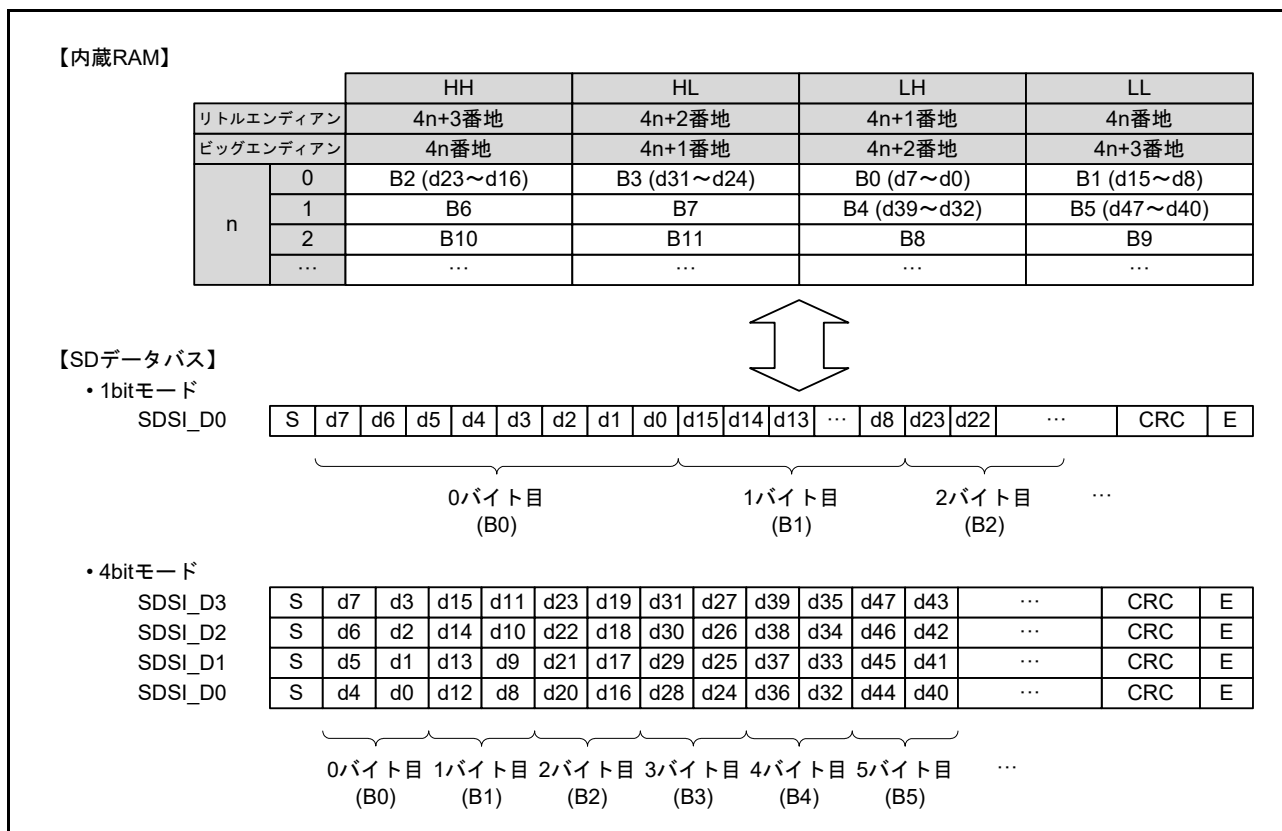 【内蔵RAM】
HH HL LH LL
リトルエンディアン 4n+3番地 4n+2番地 4n+1番地 4n番地
ビッグエンディアン 4n番地 4n+1番地 4n+2番地 4n+3番地
n 0 B2 (d23～d16) B3 (d31～d24) B0 (d7～d0) B1 (d15～d8)
1 B6 B7 B4 (d39～d32) B5 (d47～d40)
2 B10 B11 B8 B9
… … … … …
【SDデータバス】
• 1bitモード
SDSI_D0 S d7 d6 d5 d4 d3 d2 d1 d0 d15 d14 d13 … d8 d23 d22 … CRC E
0バイト目 1バイト目 2バイト目 …
(B0) (B1) (B2)
• 4bitモード
SDSI_D3 S d7 d3 d15 d11 d23 d19 d31 d27 d39 d35 d47 d43 … CRC E
SDSI_D2 S d6 d2 d14 d10 d22 d18 d30 d26 d38 d34 d46 d42 … CRC E
SDSI_D1 S d5 d1 d13 d9 d21 d17 d29 d25 d37 d33 d45 d41 … CRC E
SDSI_D0 S d4 d0 d12 d8 d20 d16 d28 d24 d36 d32 d44 d40 … CRC E
0バイト目 1バイト目 2バイト目 3バイト目 4バイト目 5バイト目 …
(B0) (B1) (B2) (B3) (B4) (B5)